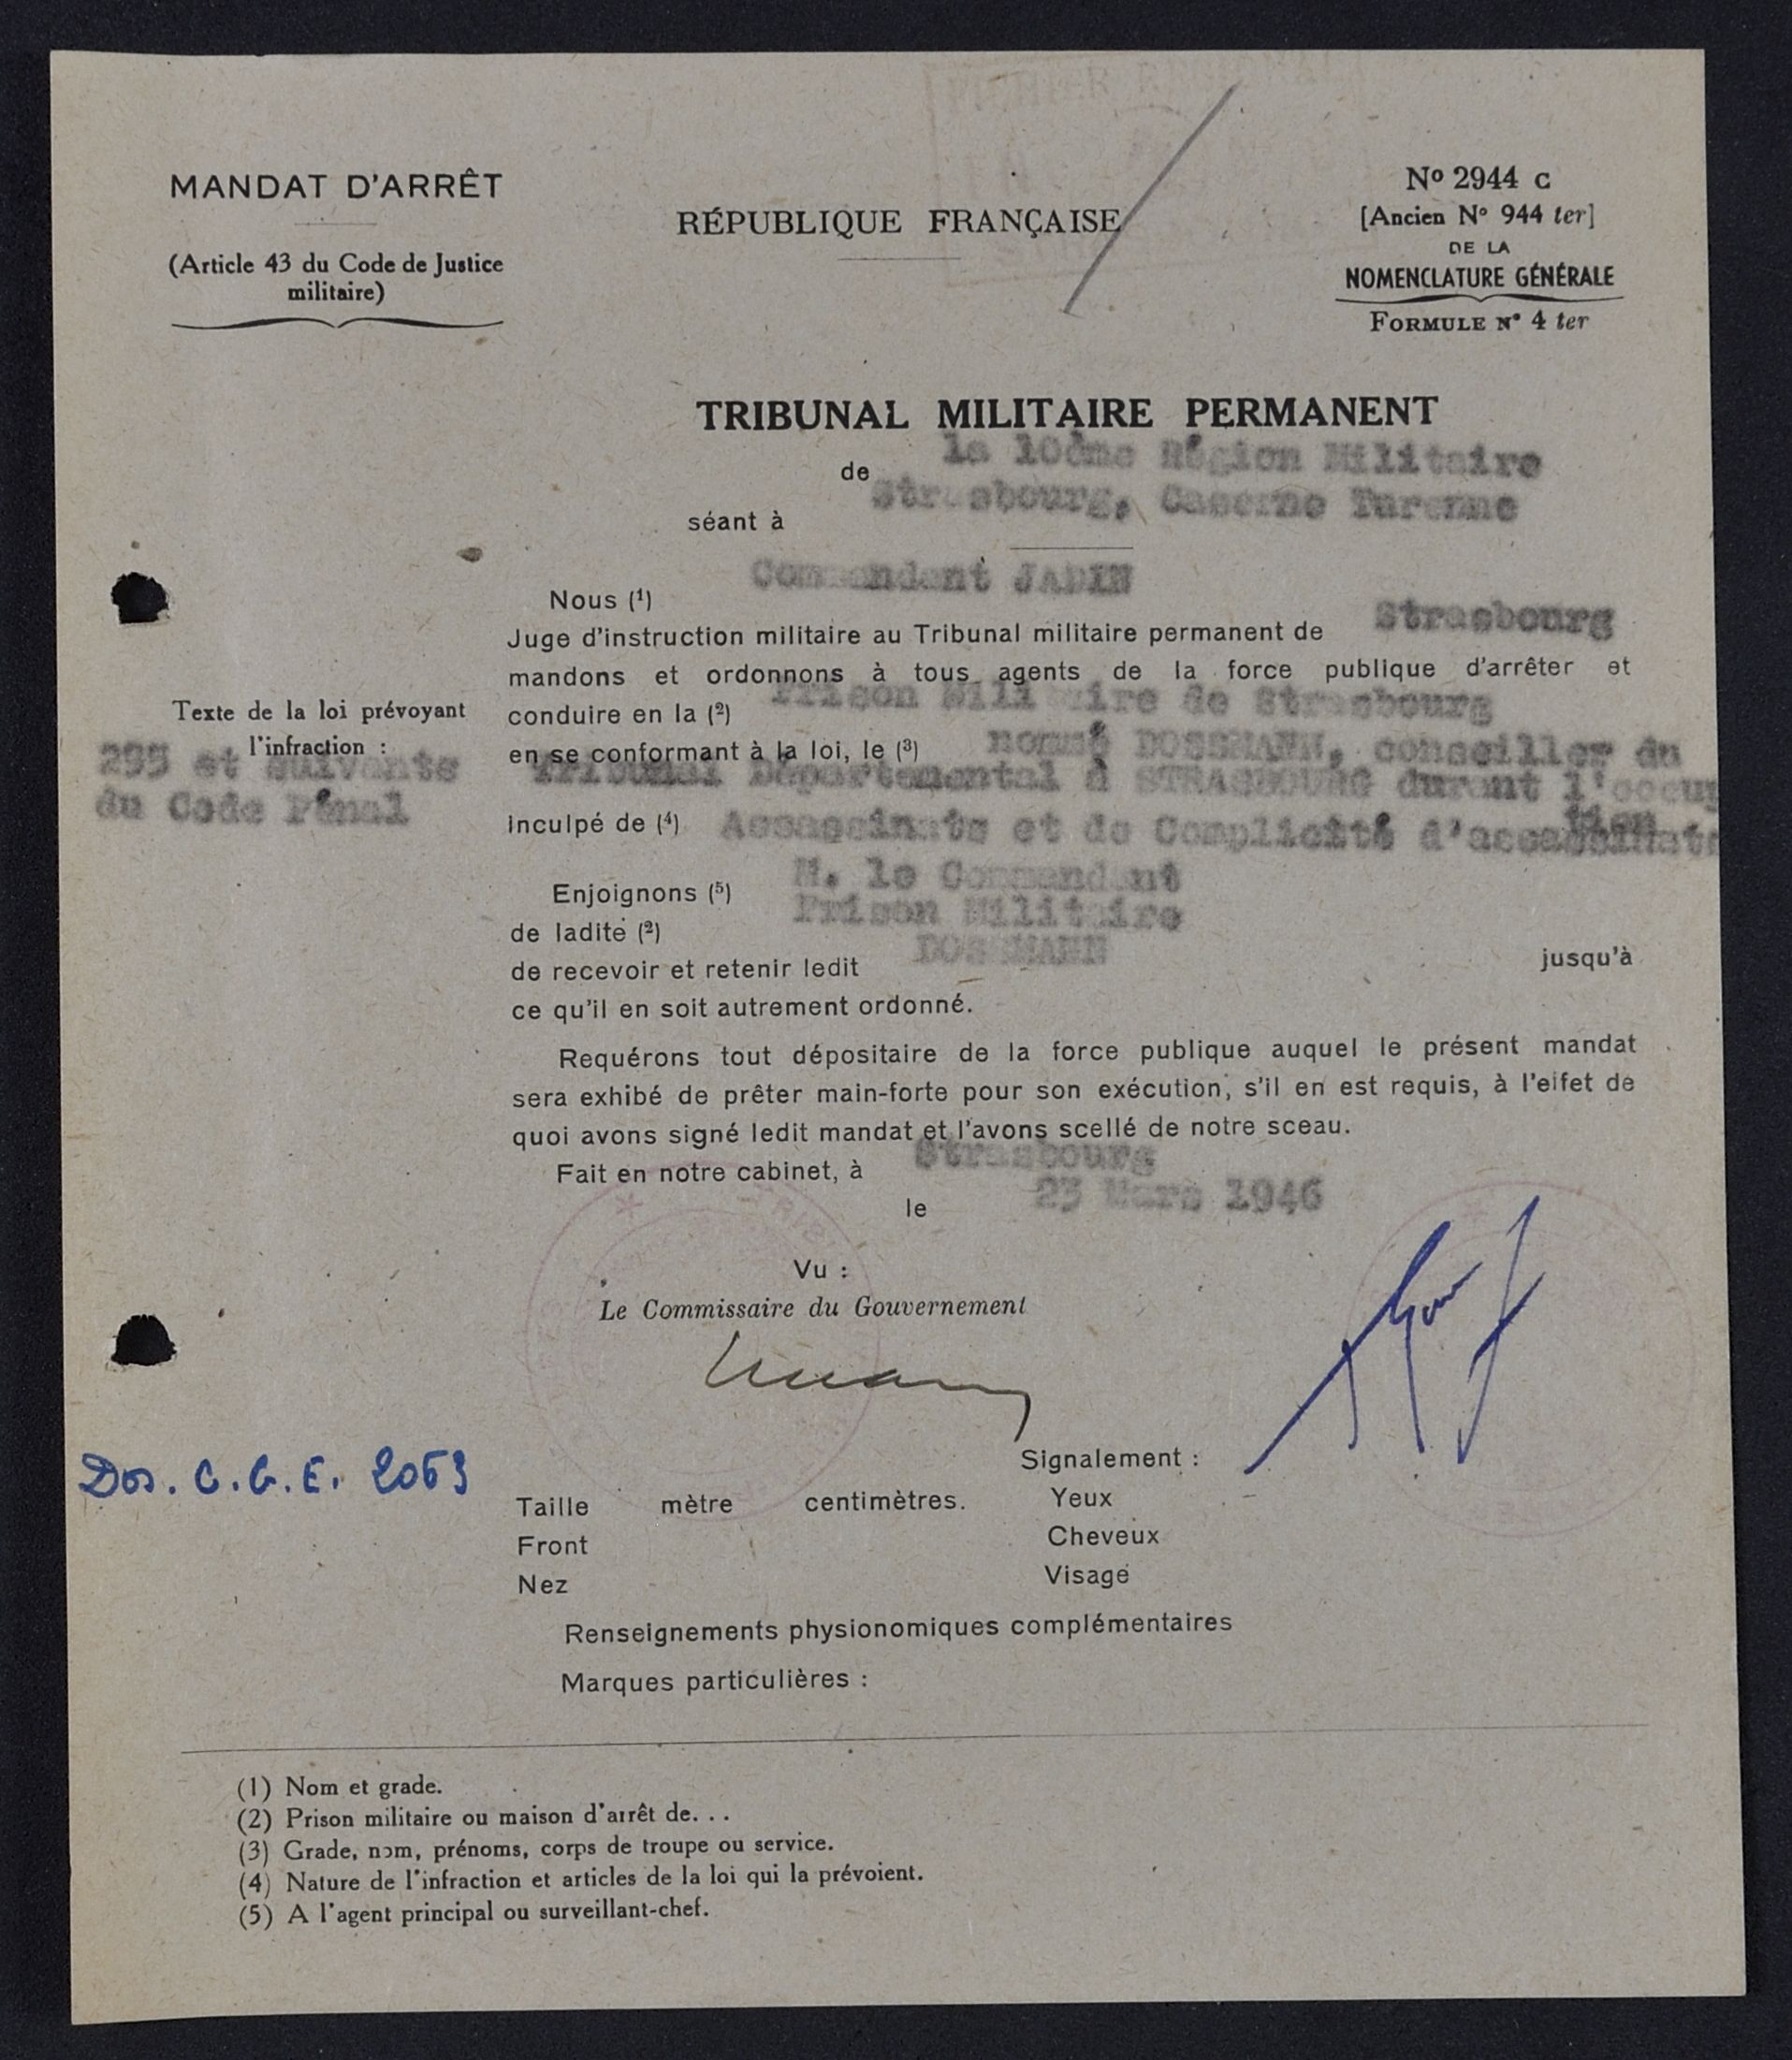 MANDAT D'ARRÊT
(Article 43 du Code de Justice
militaire)
RÉPUBLIQUE FRANÇAISE
Nº 2944 C
[Ancien Nº 944 ter]
DE LA
NOMENCLATURE GÉNÉRALE
FORMULE Nº 4 ter
TRIBUNAL MILITAIRE PERMANENT
de la 10ème Région Militaire
séant à Strasbourg, Caserne Turenne
Nous (1) Commandant JADIN
Juge d'instruction militaire au Tribunal militaire permanent de Strasbourg
mandons et ordonnons à tous agents de la force publique d'arrêter et
conduire en la (2) Prison Militaire de Strasbourg
en se conformant à la loi, le (3) nommé DOSSMANN, conseiller du
Tribunal Départemental à STRASBOURG durant l'occup
tion
inculpé de (4) Assassinats et de Complicité d'assassinats
Texte de la loi prévoyant
l'infraction :
295 et suivants
du Code Pénal
Enjoignons (5) M. le Commandant
de ladite (2) Prison Militaire
de recevoir et retenir ledit DOSSMANN jusqu'à
ce qu'il en soit autrement ordonné.
Requérons tout dépositaire de la force publique auquel le présent mandat
sera exhibé de prêter main-forte pour son exécution, s'il en est requis, à l'eifet de
quoi avons signé ledit mandat et l'avons scellé de notre sceau.
Fait en notre cabinet, à Strasbourg
le 23 Mars 1946
Vu :
Le Commissaire du Gouvernement
Dos. C.G.E. 2053
Signalement :
Taille mètre centimètres. Yeux
Front Cheveux
Nez Visage
Renseignements physionomiques complémentaires
Marques particulières :
(1) Nom et grade.
(2) Prison militaire ou maison d'arrêt de. . .
(3) Grade, nom, prénoms, corps de troupe ou service.
(4) Nature de l'infraction et articles de la loi qui la prévoient.
(5) A l'agent principal ou surveillant-chef.